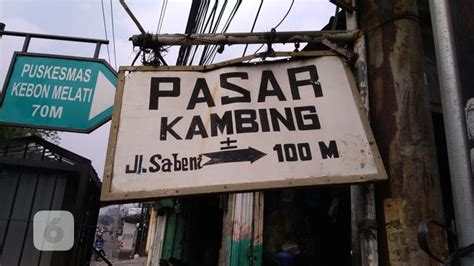 PUSKESMAS
KEBON MELATI
70M
PASAR
KAMBING
±
Jl. Sabeni → 100 M
6